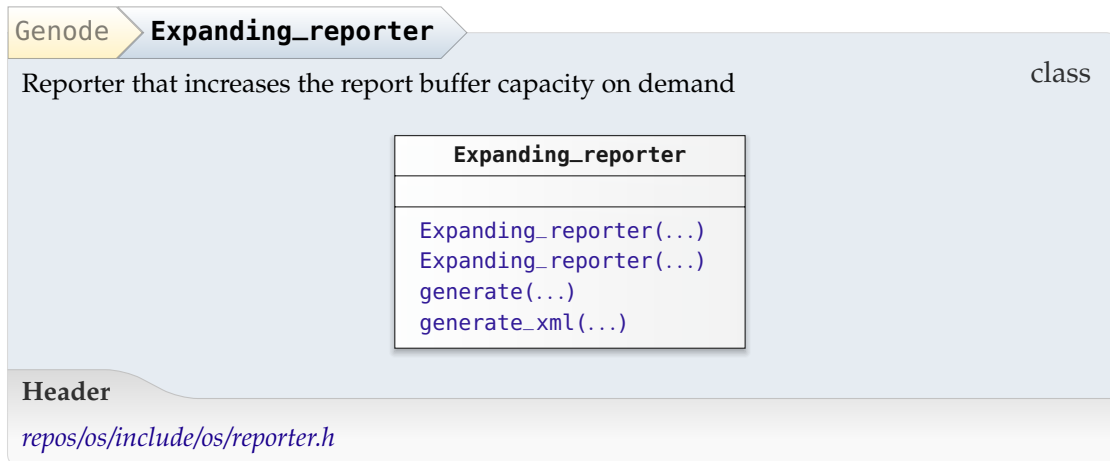 Genode Expanding_reporter
Reporter that increases the report buffer capacity on demand class
Expanding_reporter
Expanding_reporter(...)
Expanding_reporter(...)
generate(...)
generate_xml(...)
Header
repos/os/include/os/reporter.h